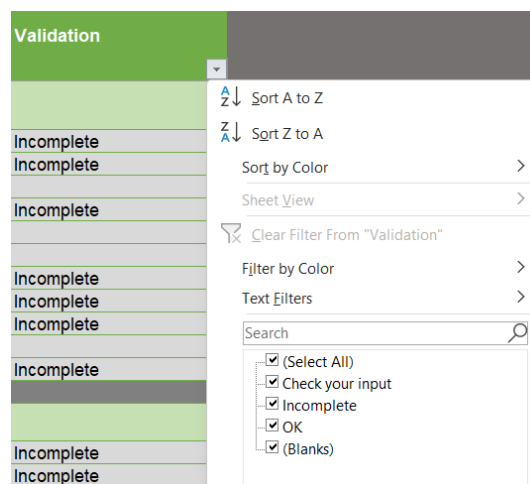 Validation
Sort A to Z
Sort Z to A
Sort by Color
Sheet View
Clear Filter From "Validation"
Filter by Color
Text Filters
Search
(Select All)
Check your input
Incomplete
OK
(Blanks)
Incomplete
Incomplete
Incomplete
Incomplete
Incomplete
Incomplete
Incomplete
Incomplete
Incomplete